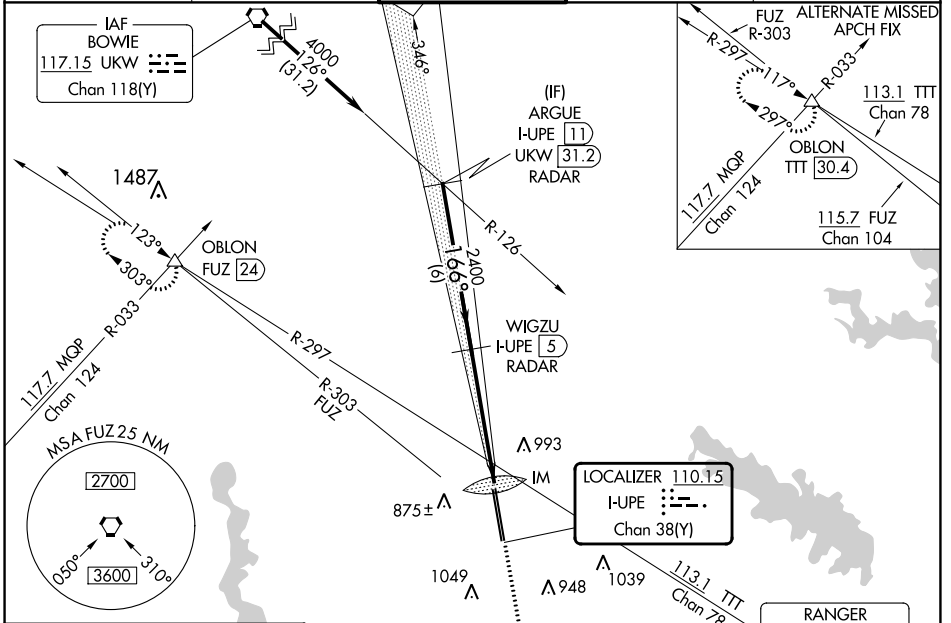 IAF
BOWIE
117.15 UKW
Chan 118(Y)
4000
126°
(31.2)
346°
(IF)
ARGUE
I-UPE 11
UKW 31.2
RADAR
R-126
2400
166°
(6)
WIGZU
I-UPE 5
RADAR
FUZ
R-303
ALTERNATE MISSED
APCH FIX
R-297
117°
R-033
297°
113.1 TTT
Chan 78
OBLON
TTT 30.4
117.7 MQP
Chan 124
115.7 FUZ
Chan 104
1487
123°
303°
OBLON
FUZ 24
R-033
117.7 MQP
Chan 124
R-297
R-303
FUZ
MSA FUZ 25 NM
2700
050°
310°
3600
993
IM
875±
LOCALIZER 110.15
I-UPE
Chan 38(Y)
1049
948
1039
113.1 TTT
Chan 78
RANGER